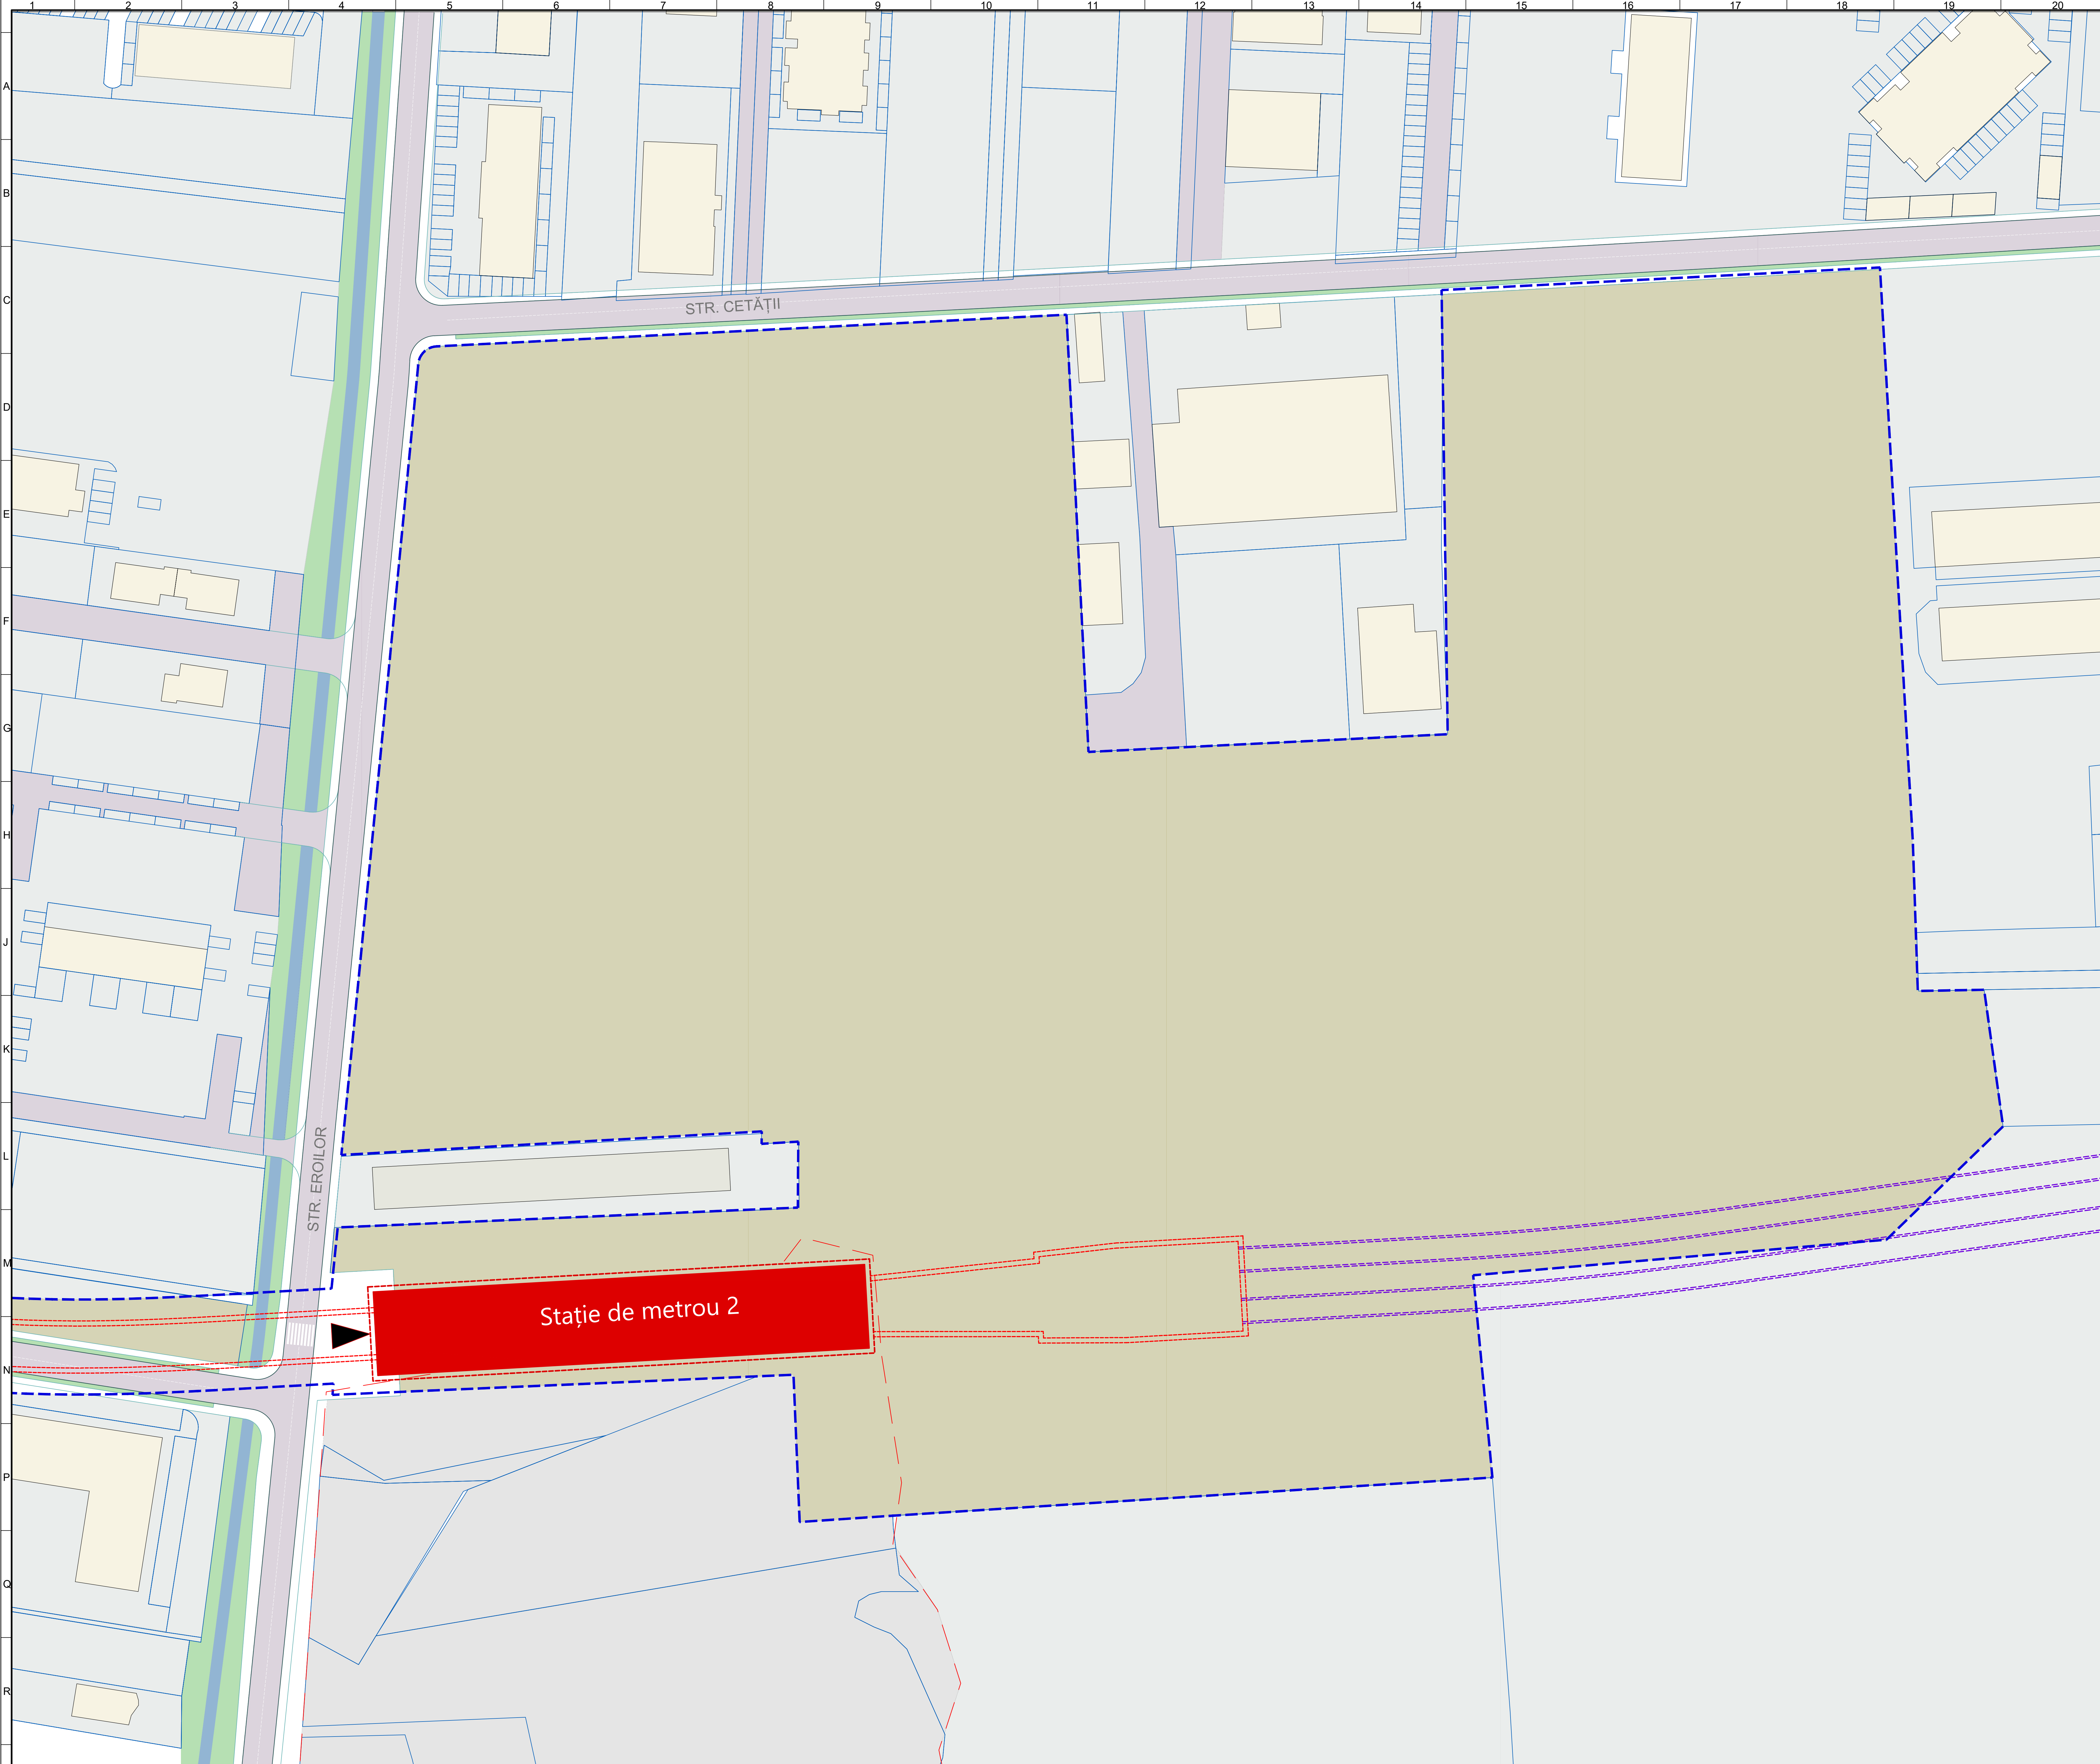 1 2 3 4 5 6 7 8 9 10 11 12 13 14 15 16 17 18 19 20
A
B
C
STR. CETĂȚII
D
E
F
G
H
J
K
L
STR. EROILOR
M
Stație de metrou 2
N
P
Q
R